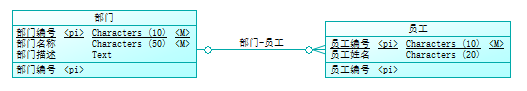 部门
部门编号 <pi> Characters (10) <M>
部门名称 Characters (50) <M>
部门描述 Text
部门编号 <pi>
部门-员工
员工
员工编号 <pi> Characters (10) <M>
员工姓名 Characters (20)
员工编号 <pi>